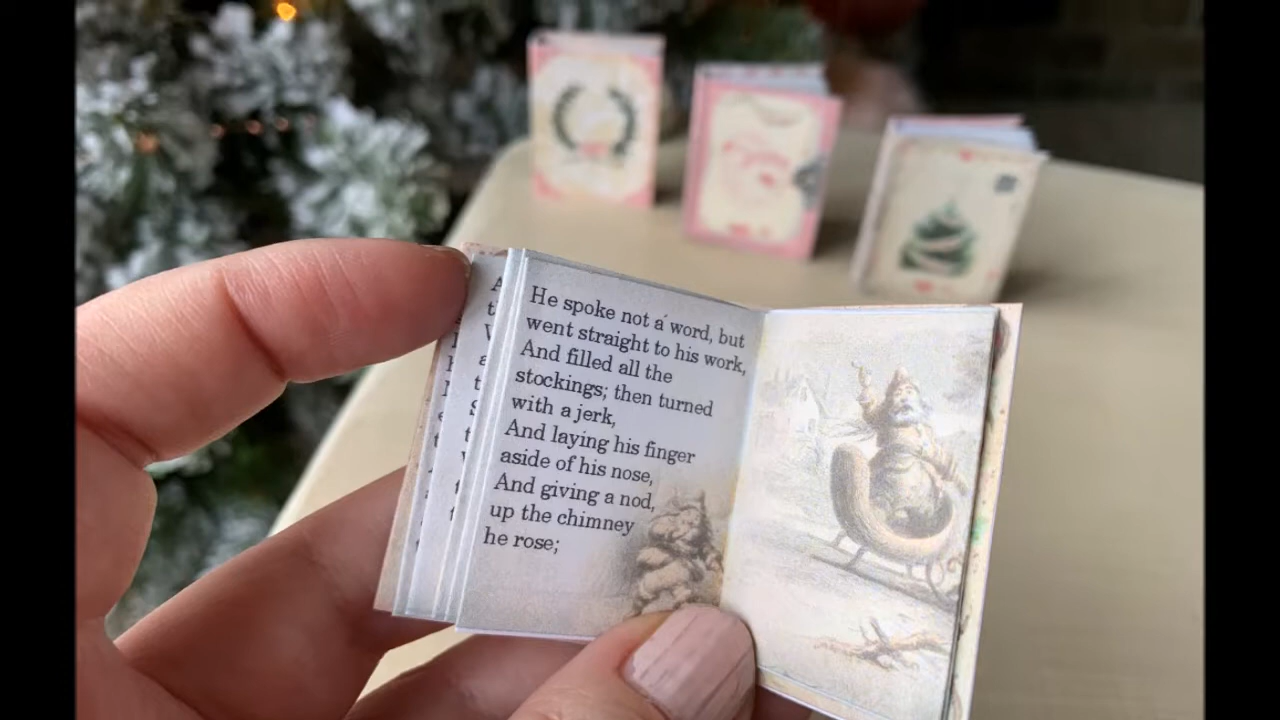 He spoke not a word, but
went straight to his work,
And filled all the
stockings; then turned
with a jerk,
And laying his finger
aside of his nose,
And giving a nod,
up the chimney
he rose;